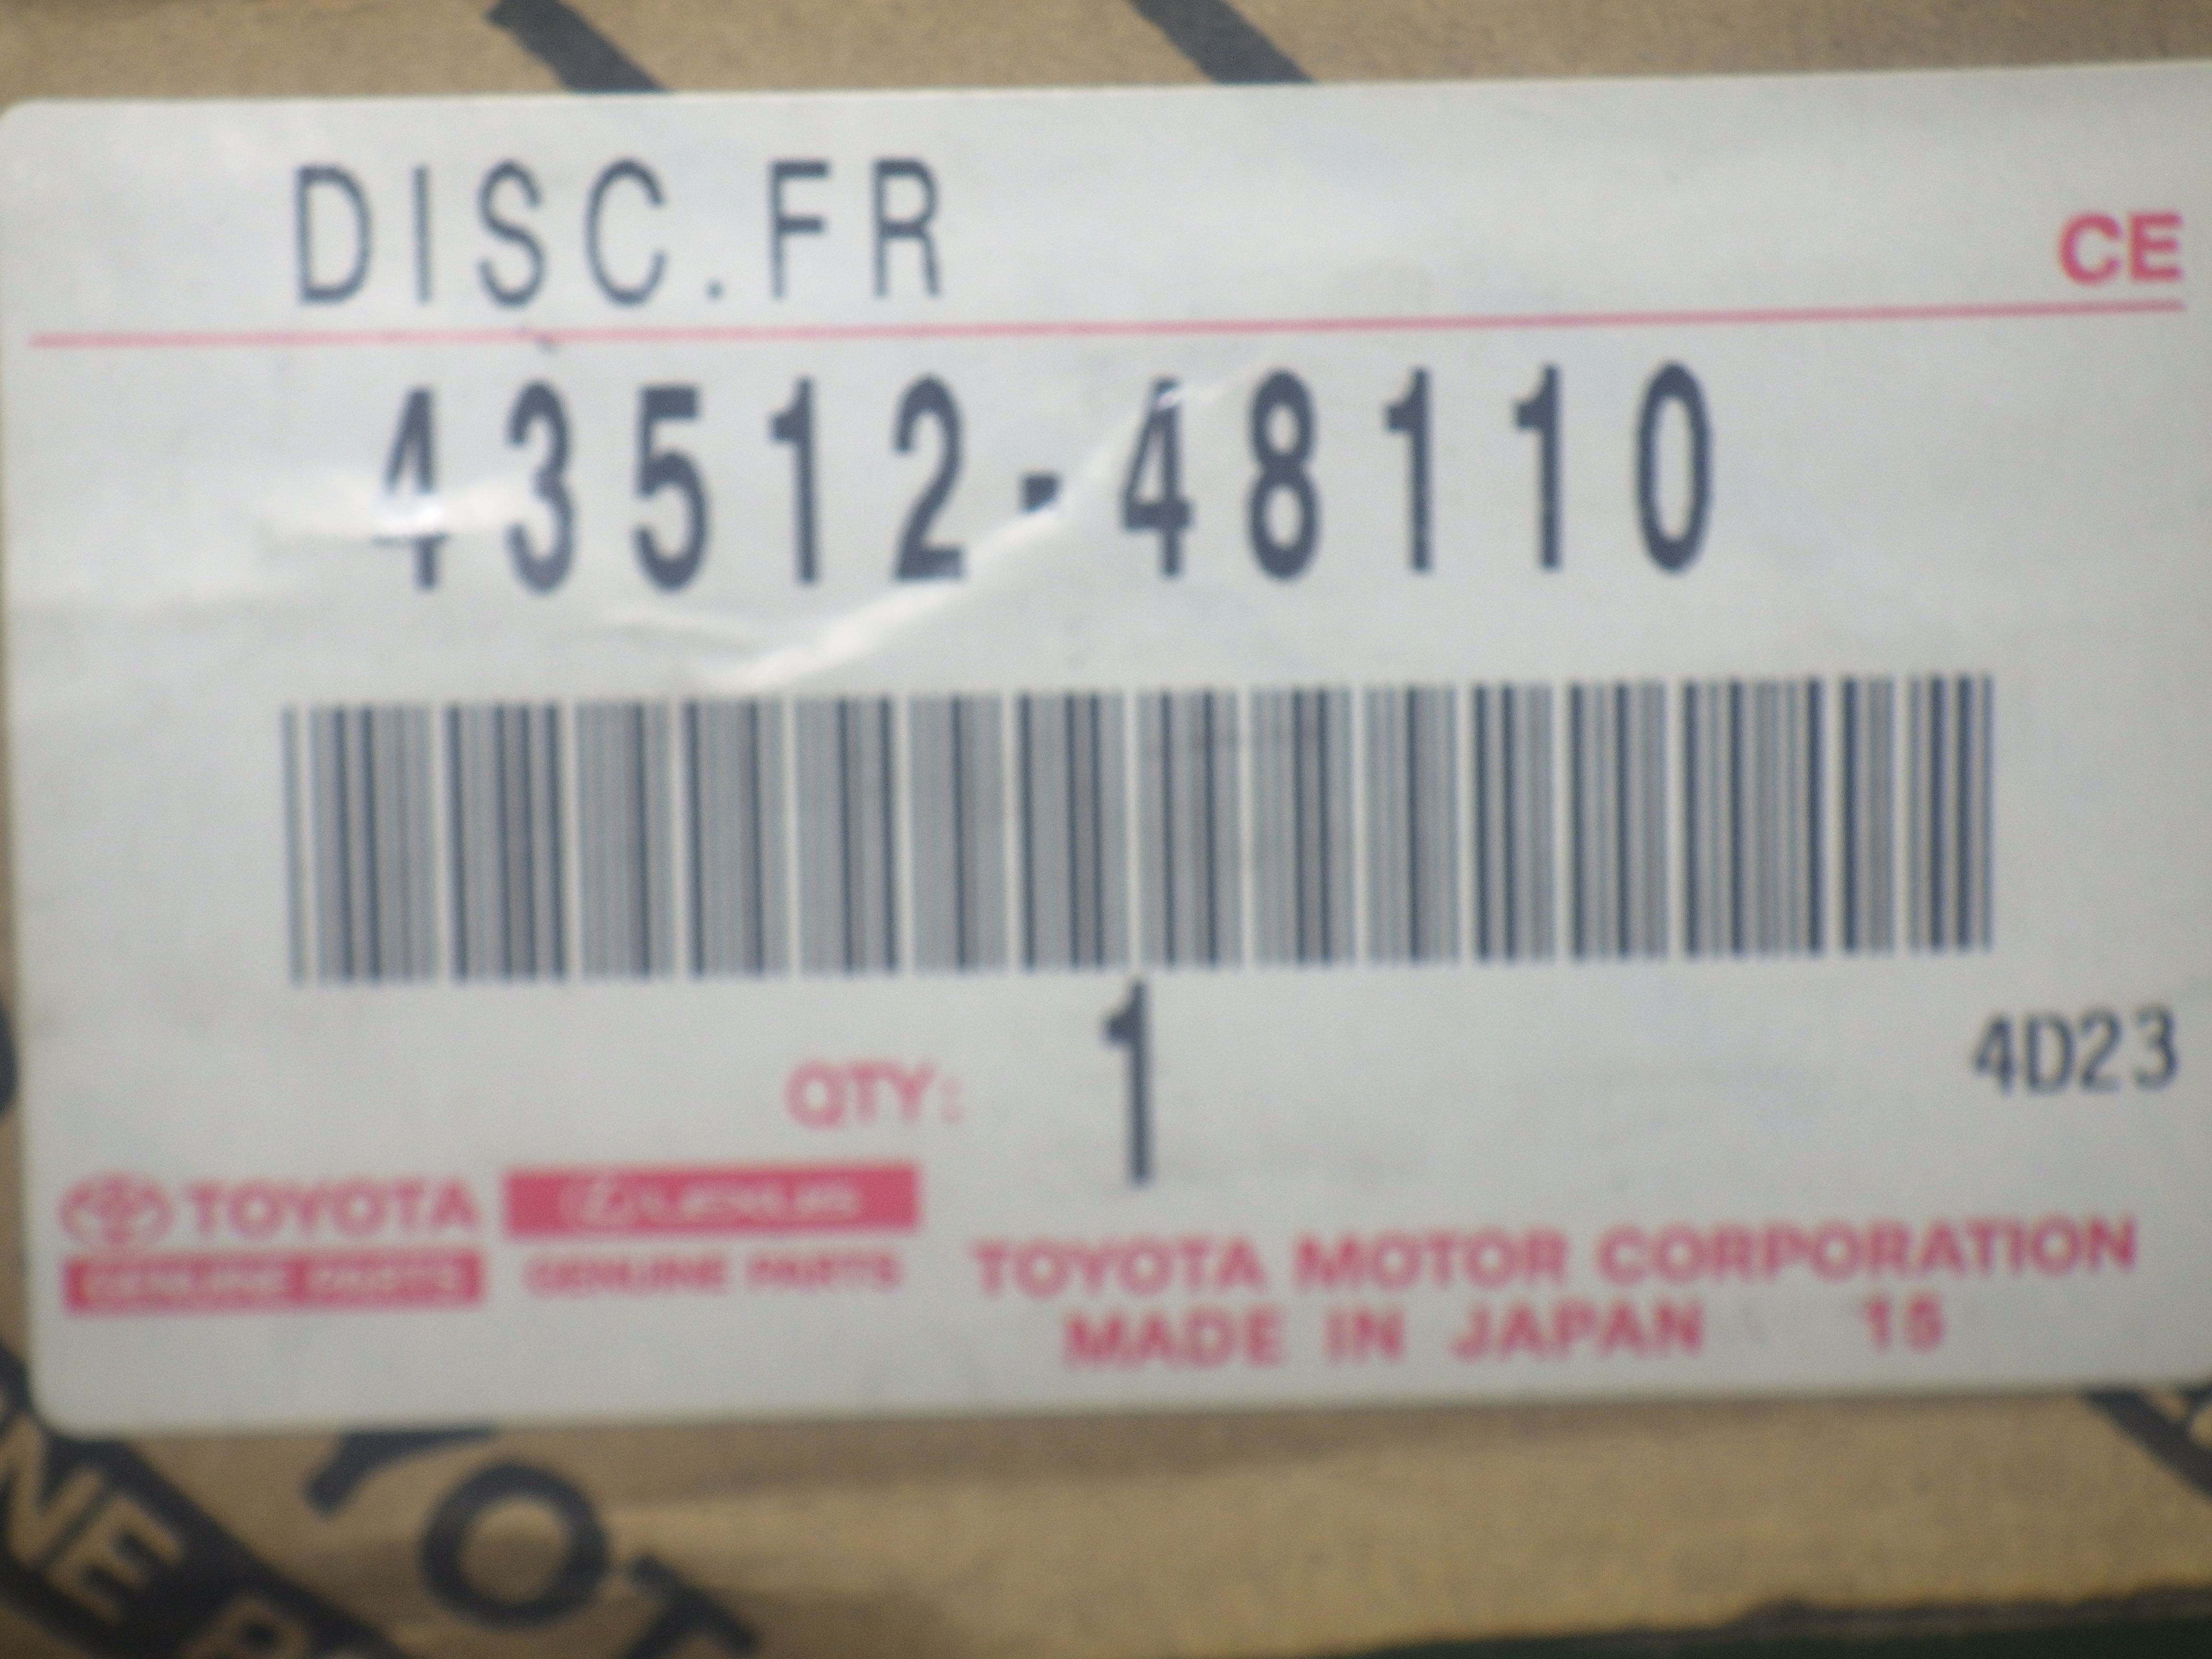 DISC.FR
CE
43512-48110
QTY: 1
4D23
TOYOTA
GENUINE PARTS
LEXUS
GENUINE PARTS
TOYOTA MOTOR CORPORATION
MADE IN JAPAN 15